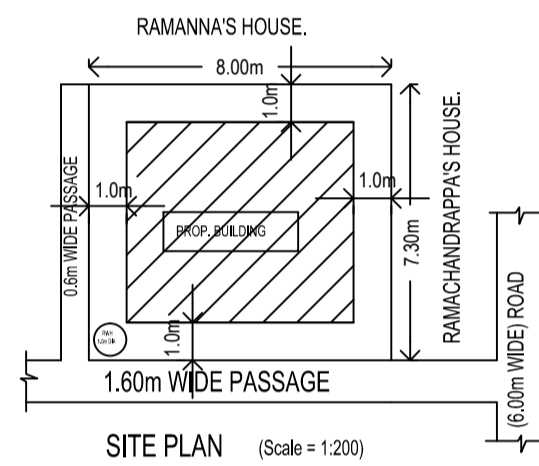 RAMANNA'S HOUSE.
8.00m
1.0m
0.6m WIDE PASSAGE
1.0m
1.0m
PROP. BUILDING
7.30m
RAMACHANDRAPPA'S HOUSE.
RWH
1.0m
(6.00m WIDE) ROAD
1.60m WIDE PASSAGE
SITE PLAN (Scale = 1:200)